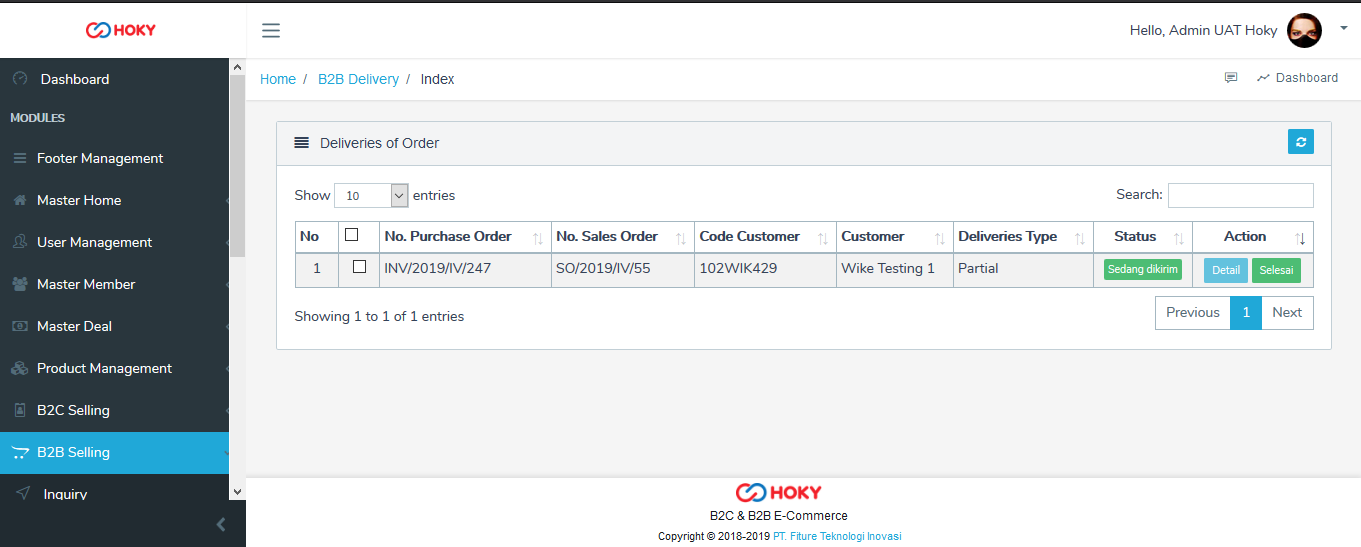 HOKY
Hello, Admin UAT Hoky
Dashboard
MODULES
Footer Management
Master Home
User Management
Master Member
Master Deal
Product Management
B2C Selling
B2B Selling
Inquiry
Home / B2B Delivery / Index
Dashboard
Deliveries of Order
Show 10 entries
Search:
No No. Purchase Order No. Sales Order Code Customer Customer Deliveries Type Status Action
1 INV/2019/IV/247 SO/2019/IV/55 102WIK429 Wike Testing 1 Partial Sedang dikirim Detail Selesai
Showing 1 to 1 of 1 entries
Previous 1 Next
HOKY
B2C & B2B E-Commerce
Copyright © 2018-2019 PT. Fiture Teknologi Inovasi